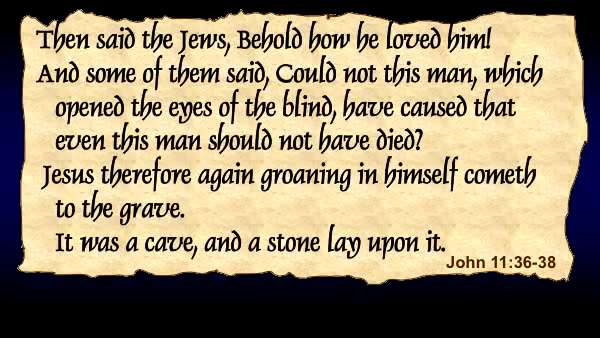 Then said the Jews, Behold how he loved him!
And some of them said, Could not this man, which
opened the eyes of the blind, have caused that
even this man should not have died?
Jesus therefore again groaning in himself cometh
to the grave.
It was a cave, and a stone lay upon it.
John 11:36-38